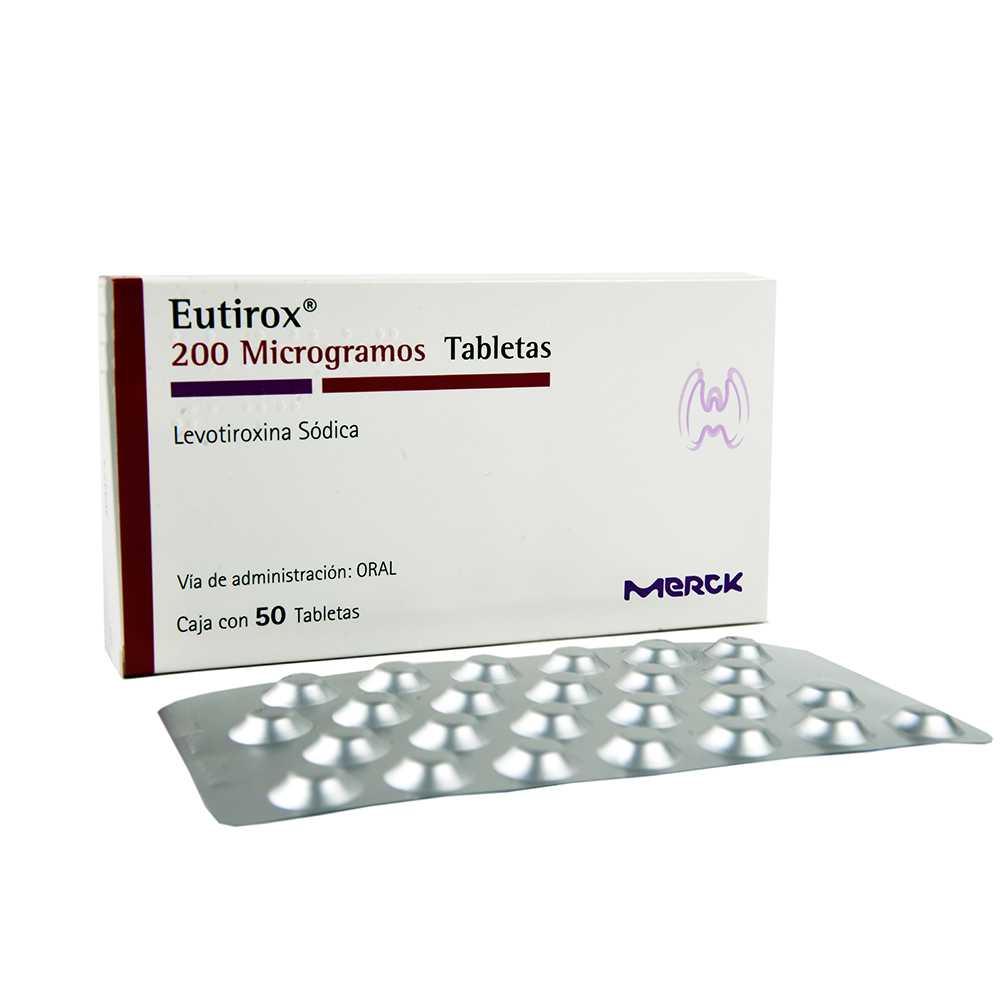 Eutirox®
200 Microgramos Tabletas
Levotiroxina Sódica
Vía de administración: ORAL
Caja con 50 Tabletas
MERCK